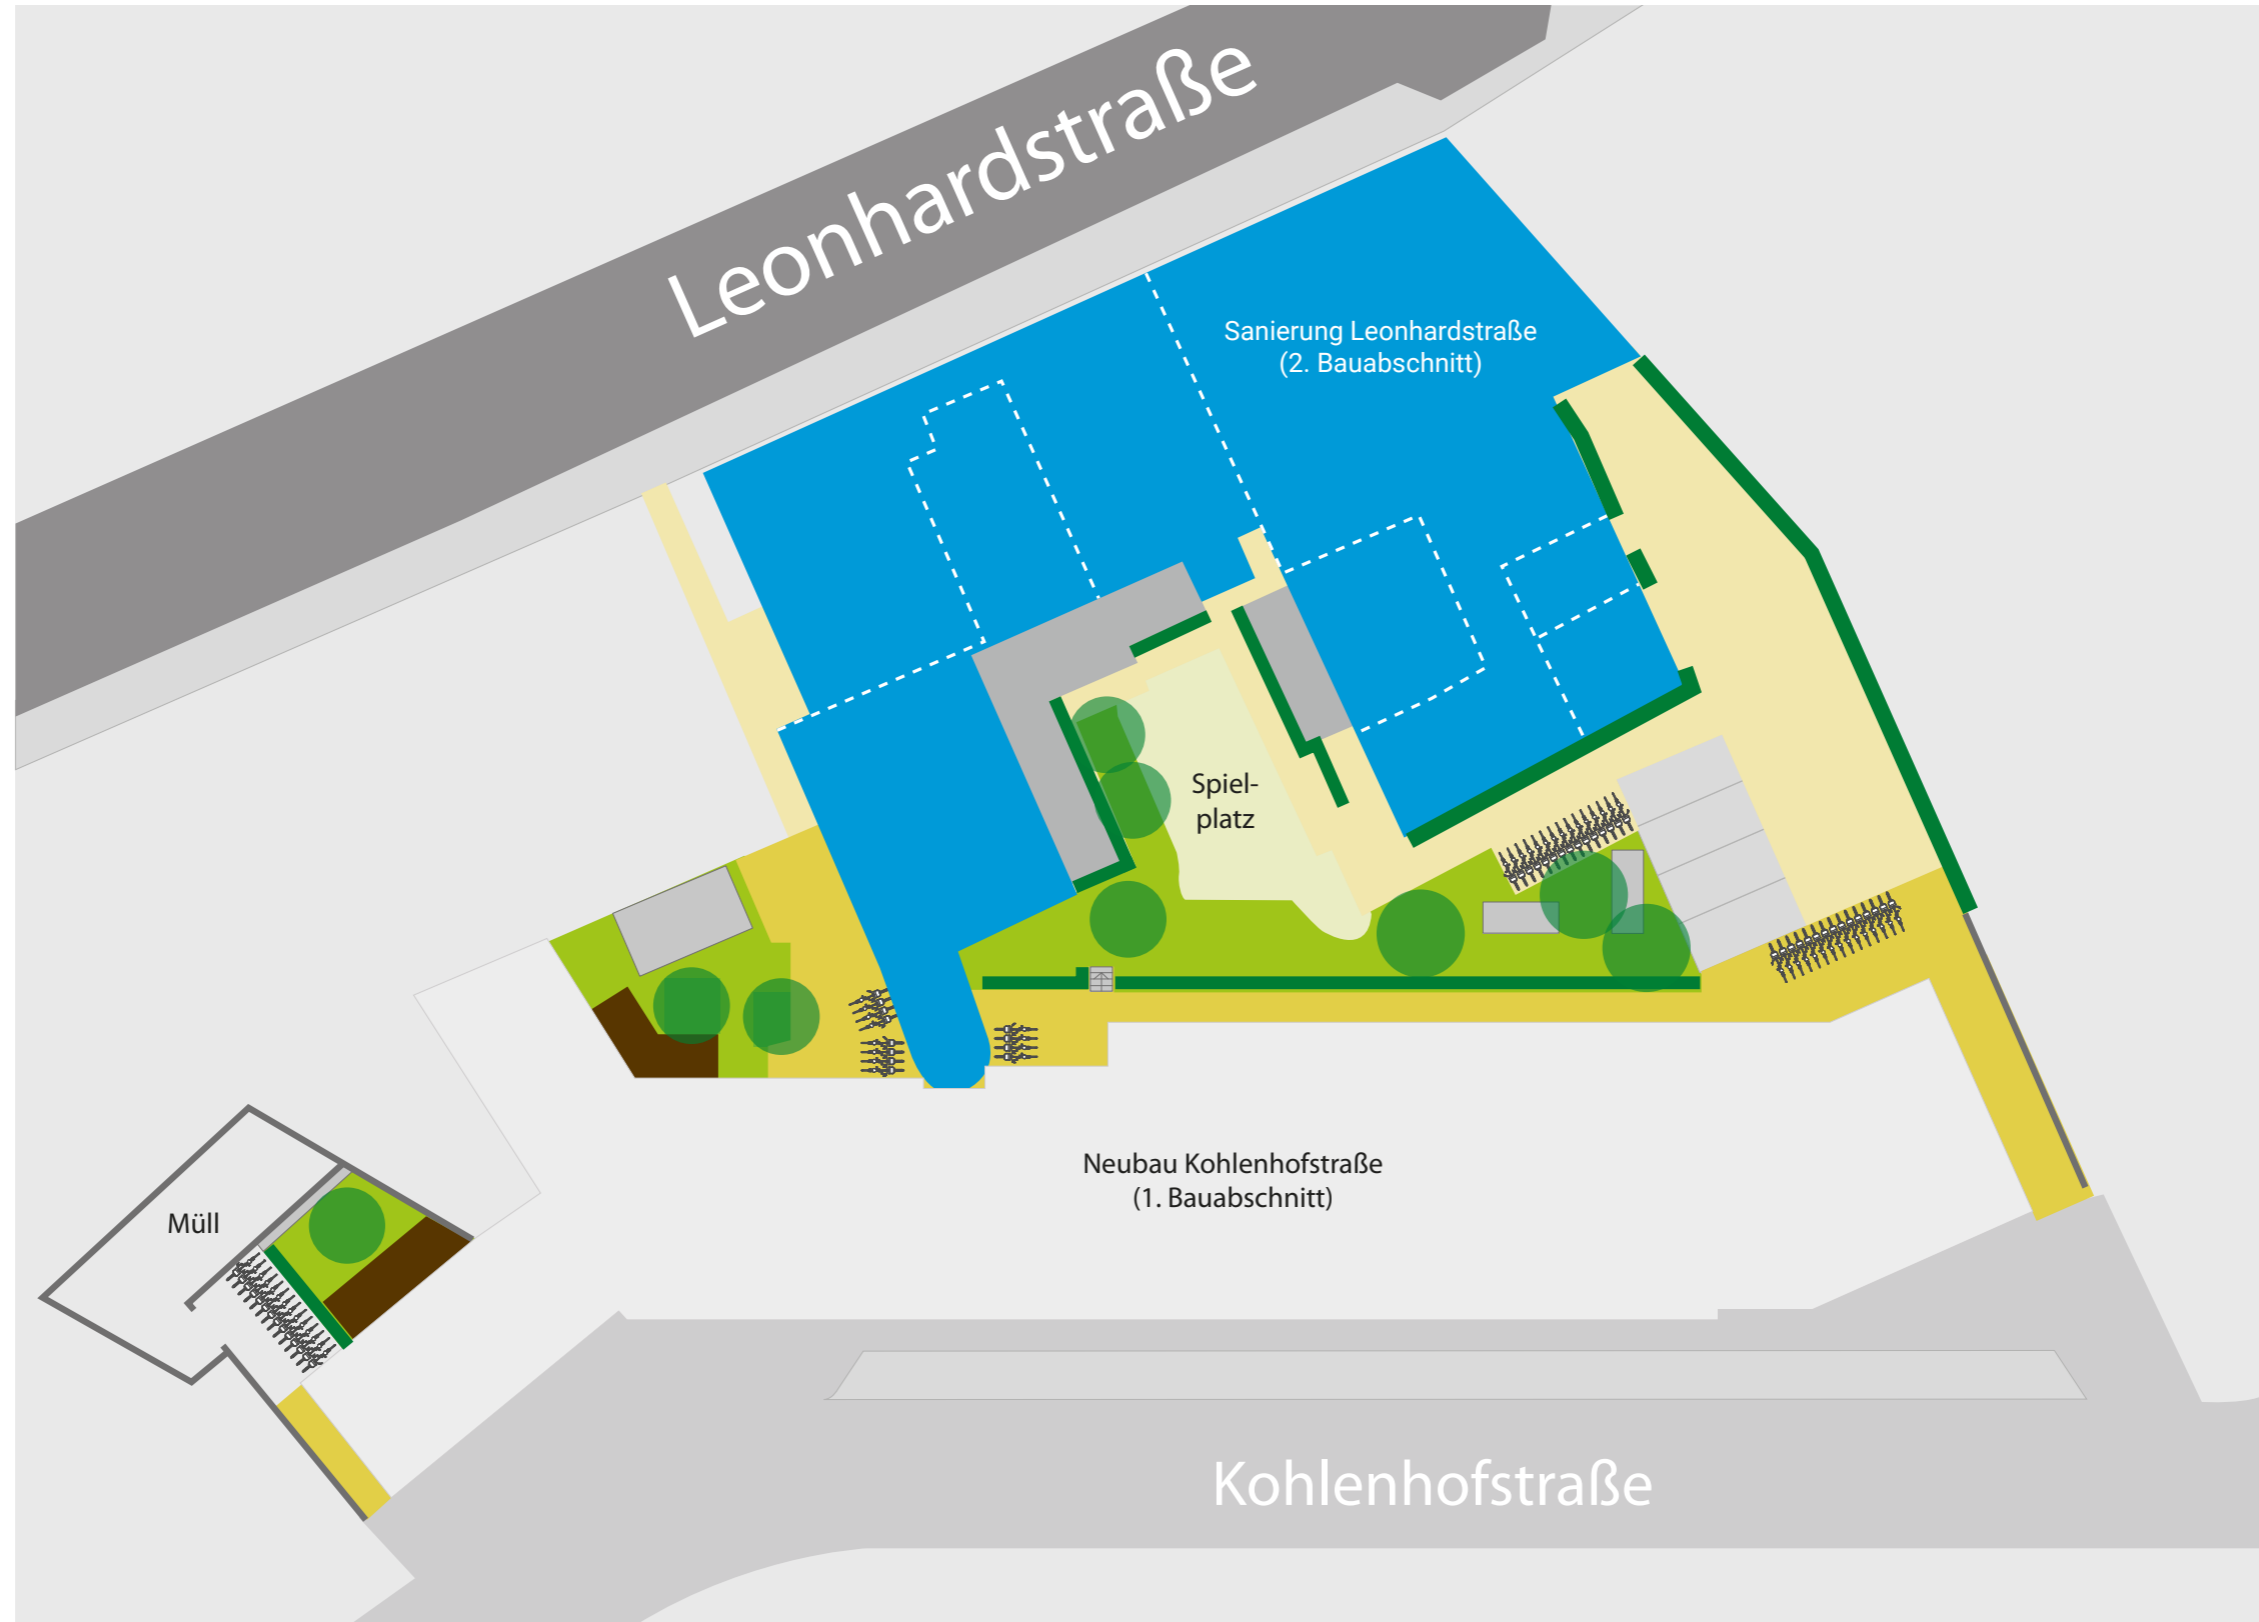 Leonhardstraße
Sanierung Leonhardstraße
(2. Bauabschnitt)
Spiel-
platz
Neubau Kohlenhofstraße
(1. Bauabschnitt)
Müll
Kohlenhofstraße